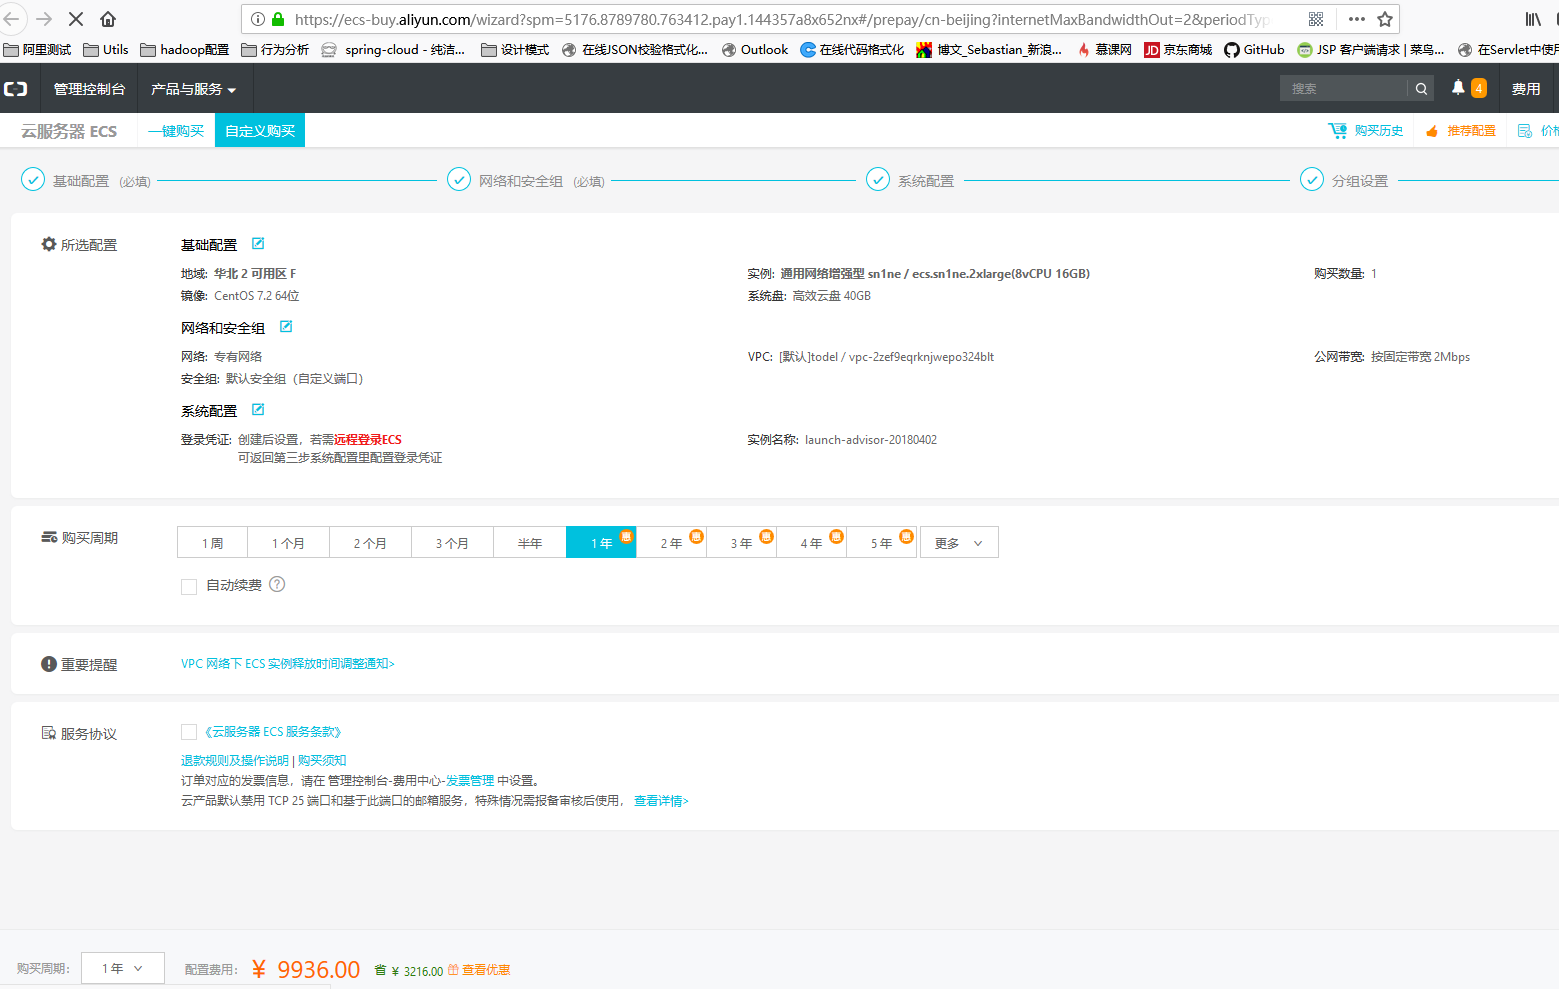 https://ecs-buy.aliyun.com/wizard?spm=5176.8789780.763412.pay1.144357a8x652nx#/prepay/cn-beijing?internetMaxBandwidthOut=2&periodTyp
阿里测试 Utils hadoop配置 行为分析 spring-cloud - 纯洁... 设计模式 在线JSON校验格式化... Outlook 在线代码格式化 博文_Sebastian_新浪... 慕课网 JD 京东商城 GitHub JSP 客户端请求 | 菜鸟... 在Servlet中使用
管理控制台 产品与服务 搜索 4 费用
云服务器 ECS 一键购买 自定义购买 购买历史 推荐配置 价格
基础配置 (必填) 网络和安全组 (必填) 系统配置 分组设置
所选配置 基础配置
地域: 华北 2 可用区 F 实例: 通用网络增强型 sn1ne / ecs.sn1ne.2xlarge(8vCPU 16GB) 购买数量: 1
镜像: CentOS 7.2 64位 系统盘: 高效云盘 40GB
网络和安全组
网络: 专有网络 VPC: [默认]todel / vpc-2zef9eqrknjwepo324blt 公网带宽: 按固定带宽 2Mbps
安全组: 默认安全组（自定义端口）
系统配置
登录凭证: 创建后设置，若需远程登录ECS 实例名称: launch-advisor-20180402
可返回第三步系统配置里配置登录凭证
购买周期 1 周 1 个月 2 个月 3 个月 半年 1 年 惠 2 年 惠 3 年 惠 4 年 惠 5 年 惠 更多
自动续费 ?
重要提醒 VPC 网络下 ECS 实例释放时间调整通知>
服务协议 《云服务器 ECS 服务条款》
退款规则及操作说明 | 购买须知
订单对应的发票信息，请在 管理控制台-费用中心-发票管理 中设置。
云产品默认禁用 TCP 25 端口和基于此端口的邮箱服务，特殊情况需报备审核后使用， 查看详情>
购买周期: 1 年 配置费用: ¥ 9936.00 省 ¥ 3216.00 查看优惠